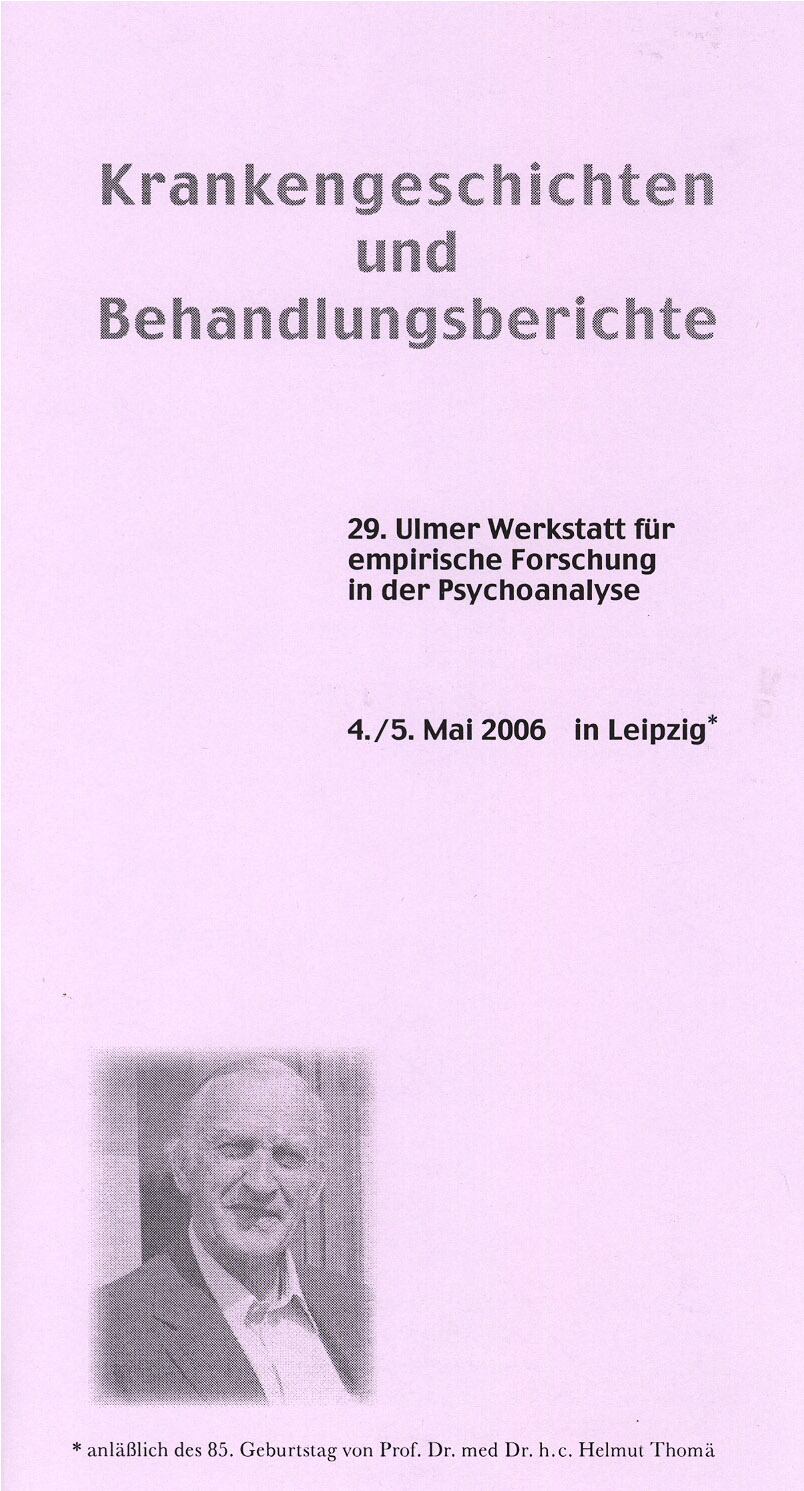 Krankengeschichten
und
Behandlungsberichte
29. Ulmer Werkstatt für
empirische Forschung
in der Psychoanalyse
4./5. Mai 2006 in Leipzig*
* anläßlich des 85. Geburtstag von Prof. Dr. med Dr. h.c. Helmut Thomä